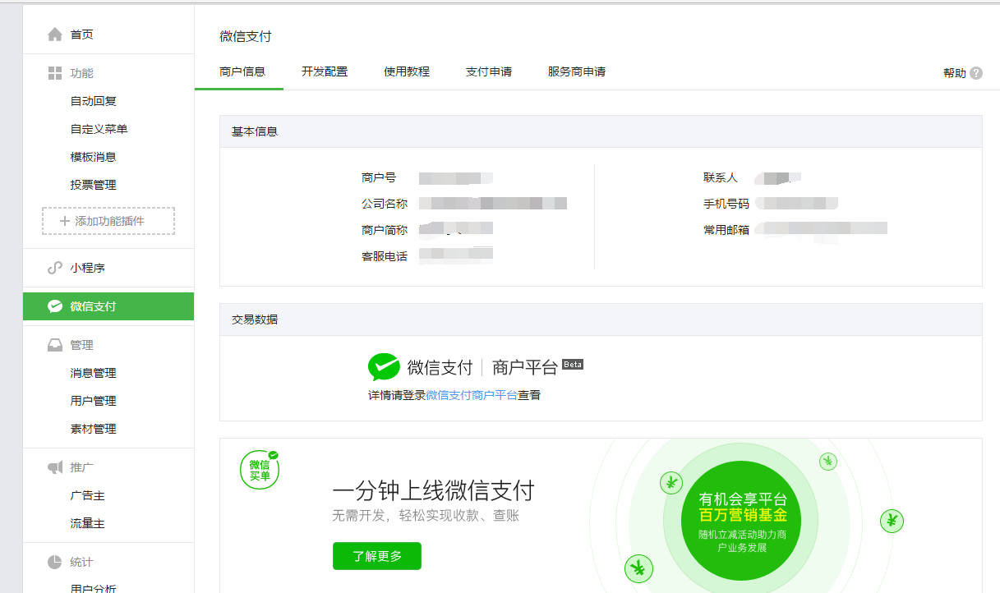 首页
功能
自动回复
自定义菜单
模板消息
投票管理
添加功能插件
小程序
微信支付
管理
消息管理
用户管理
素材管理
推广
广告主
流量主
统计
用户分析
微信支付
商户信息 开发配置 使用教程 支付申请 服务商申请 帮助 ?
基本信息
商户号
公司名称
商户简称
客服电话
联系人
手机号码
常用邮箱
交易数据
微信支付 商户平台 Beta
详情请登录微信支付商户平台查看
微信
买单
一分钟上线微信支付
无需开发，轻松实现收款、查账
了解更多
有机会享平台
百万营销基金
随机立减活动助力商
户业务发展